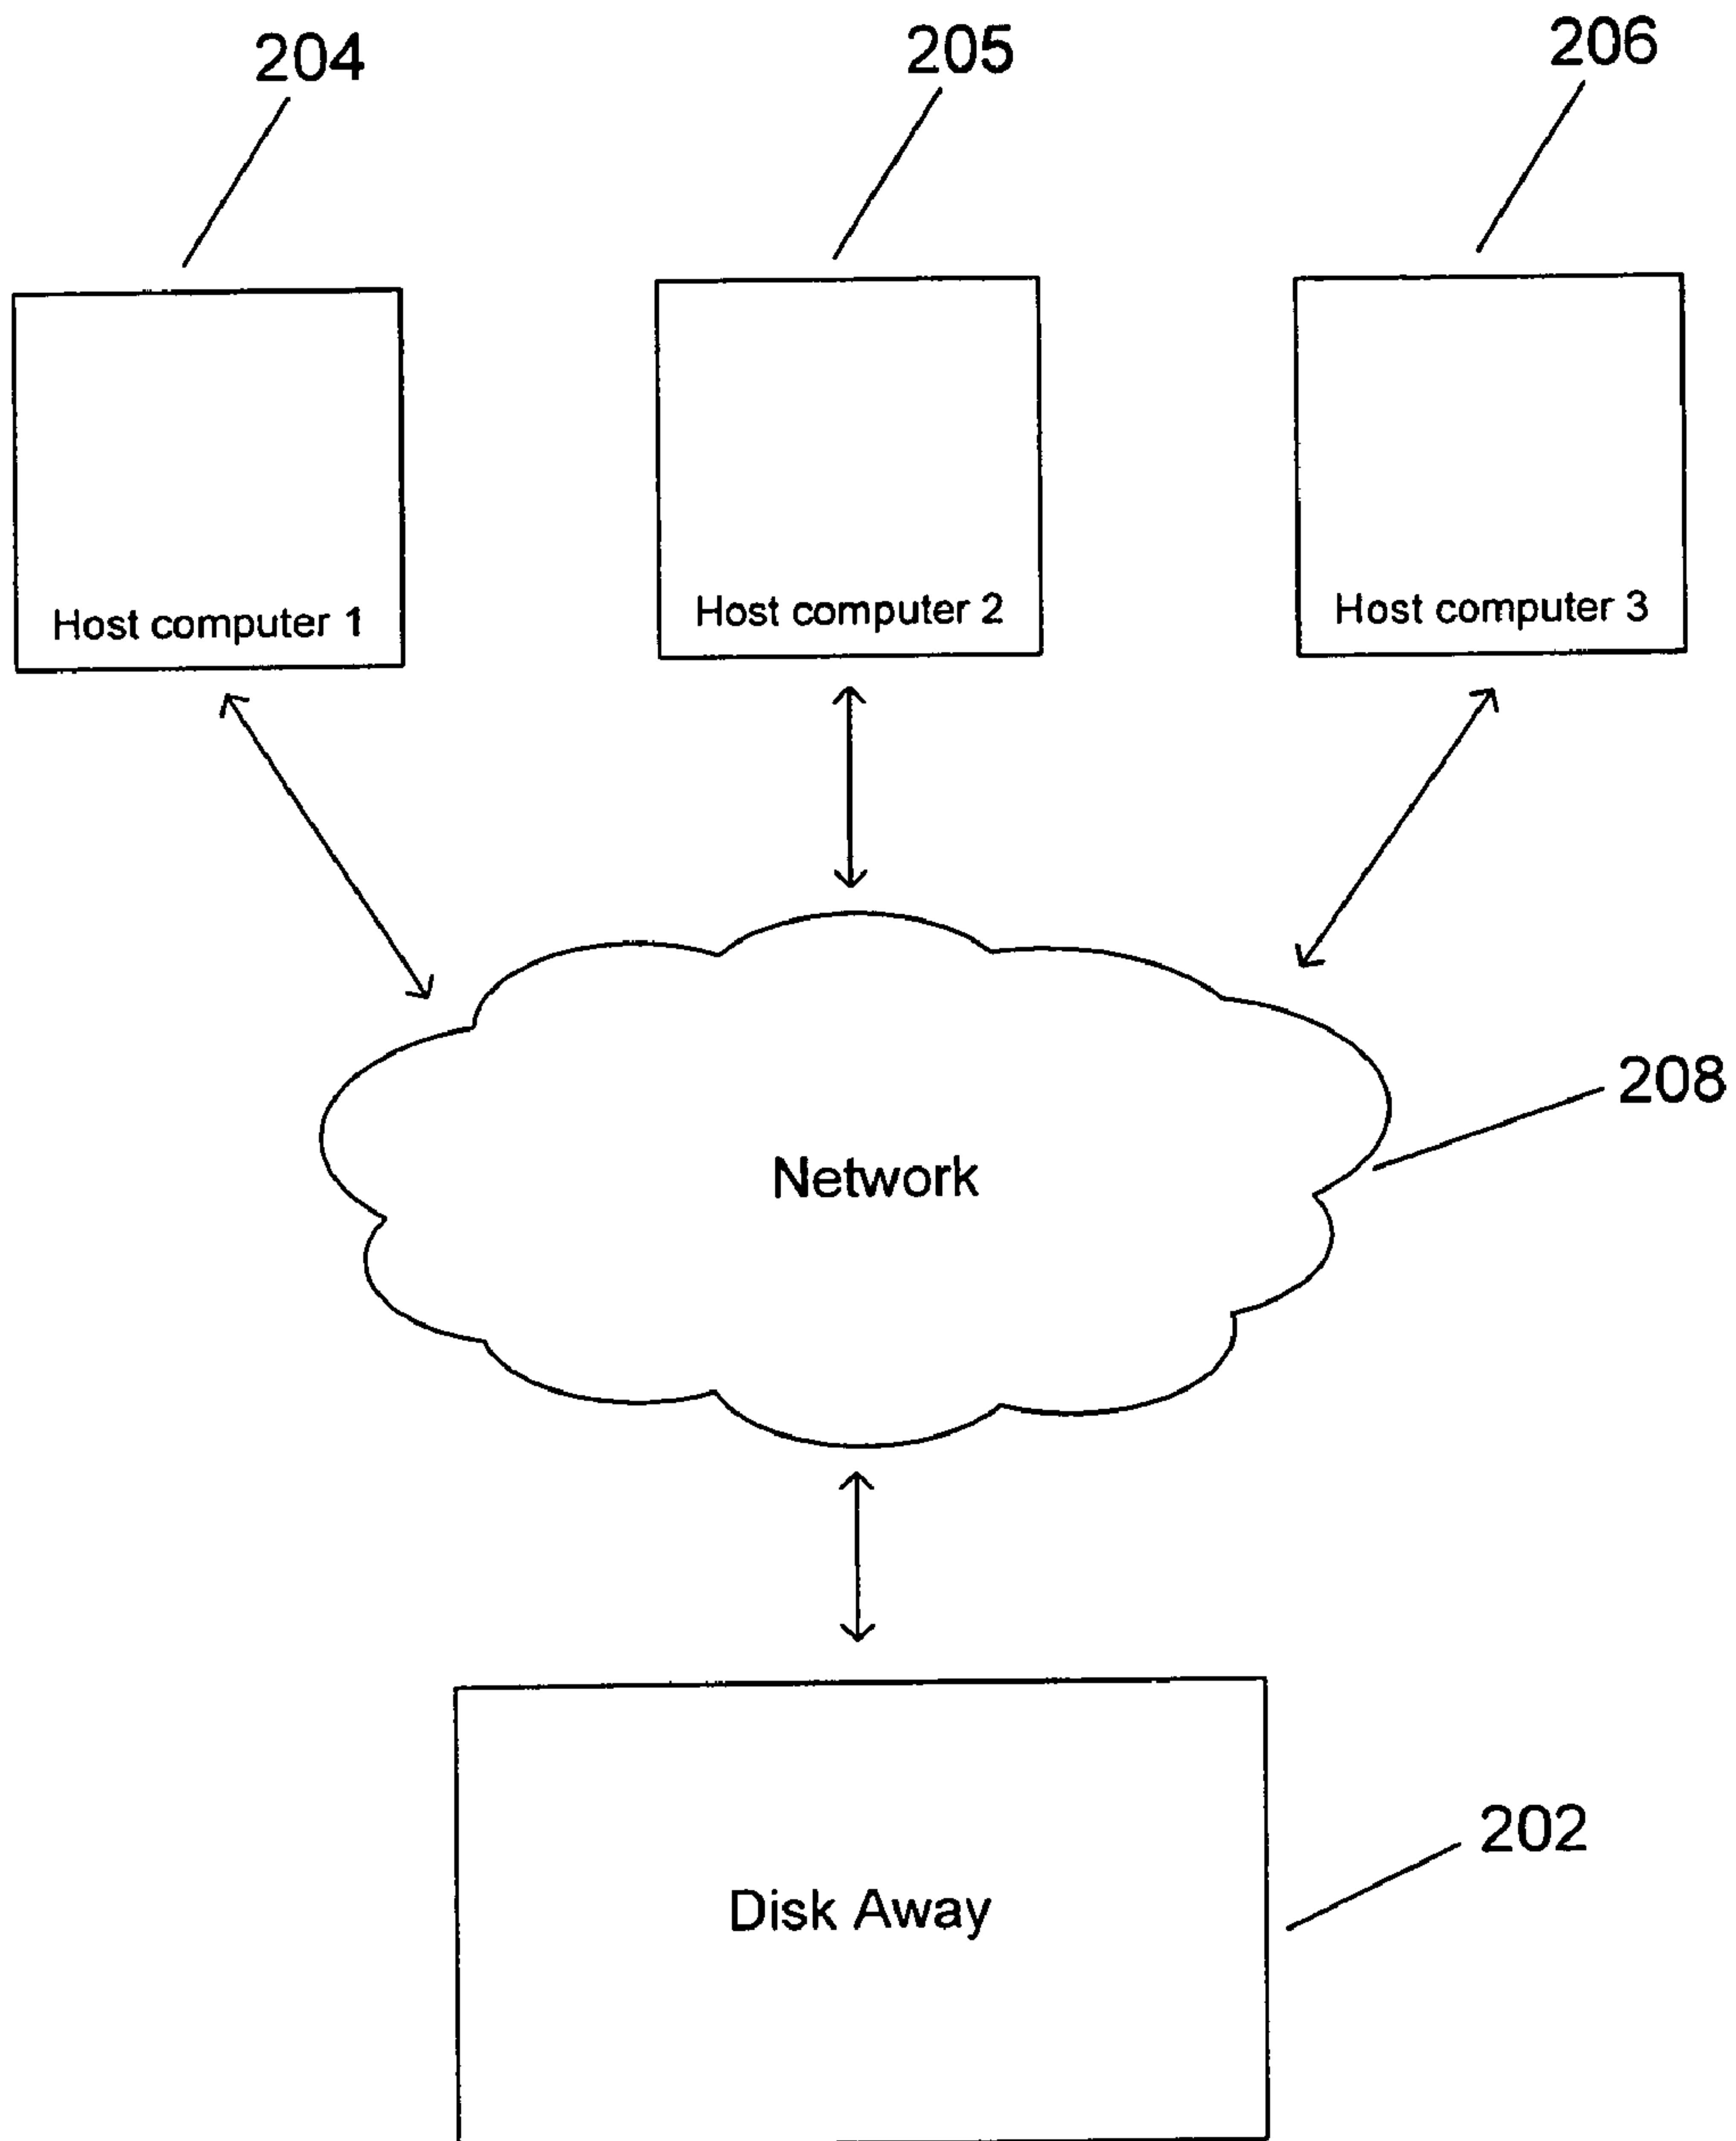 204
205
206
Host computer 1
Host computer 2
Host computer 3
208
Network
202
Disk Away